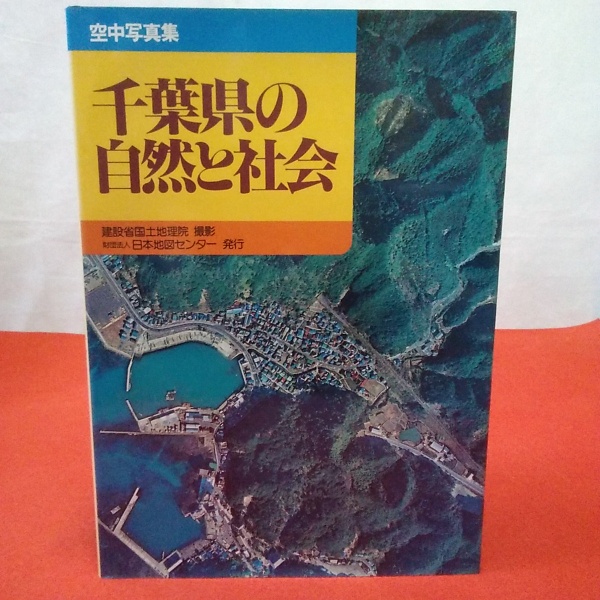 空中写真集
千葉県の
自然と社会
建設省国土地理院 撮影
財団法人 日本地図センター 発行